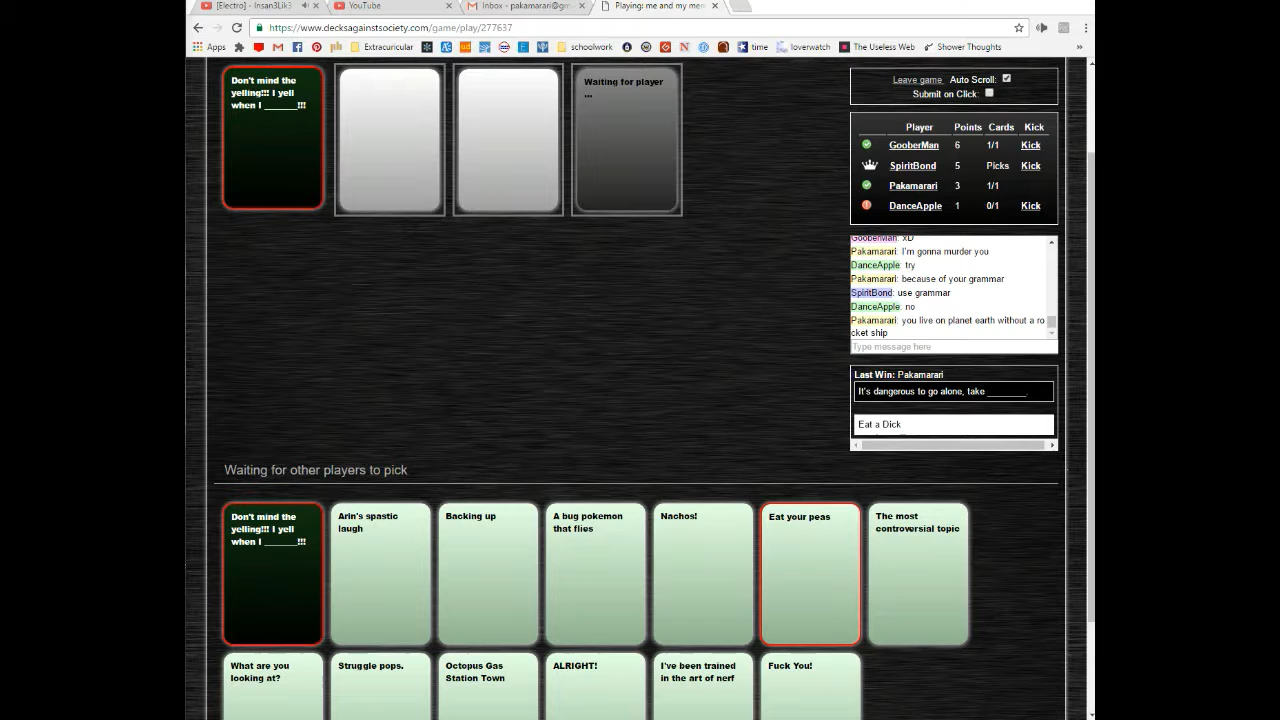 [Electro] - Insan3Lik3
YouTube
Inbox - pakamarari@gm
Playing: me and my mem
https://www.decksagainstsociety.com/game/play/277637
Apps
Extracurricular
schoolwork
time
loverwatch
The Useless Web
Shower Thoughts
»
Don't mind the
yelling!!! I yell
when I _______!!!
Waiting for player
...
Leave game Auto Scroll:
Submit on Click:
Player Points Cards Kick
GooberMan 6 1/1 Kick
SpiritBond 5 Picks Kick
Pakamarari 3 1/1
DanceApple 1 0/1 Kick
GooberMan: xD
Pakamarari: I'm gonna murder you
DanceApple: try
Pakamarari: because of your grammar
SpiritBond: use grammar
DanceApple: no
Pakamarari: you live on planet earth without a ro
cket ship
Type message here
Last Win: Pakamarari
It's dangerous to go alone, take ________.
Eat a Dick
Waiting for other players to pick
Don't mind the
yelling!!! I yell
when I _______!!!
Arin's spastic
laugh
Backing up
A bug pokemon
that flies
Nachos!
Eat your peas
The most
controversial topic
What are you
looking at?
Struggle bps.
Octopus Gas
Station Town
ALRIGHT!
I've been trained
in the art of nerf
Fuck You!